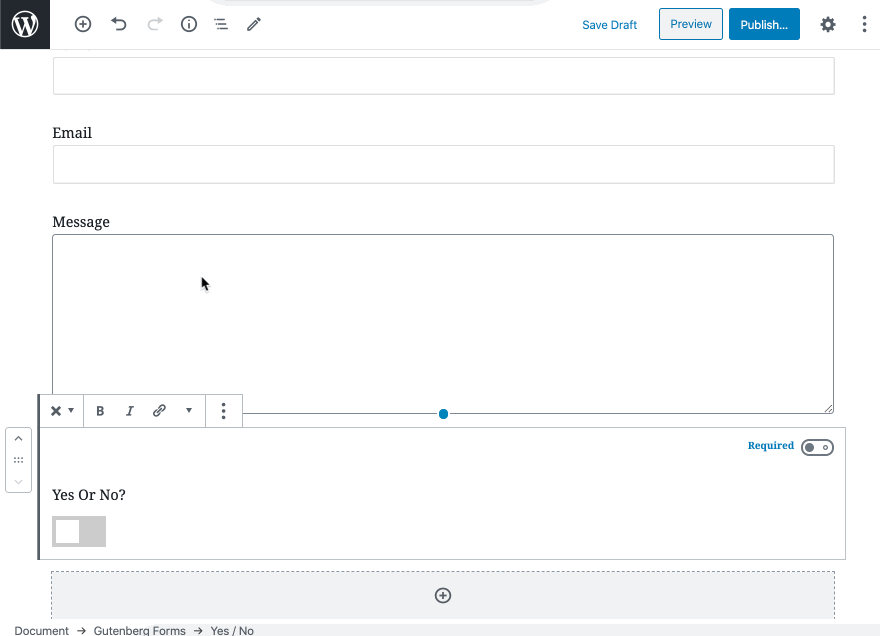 Save Draft
Preview
Publish...
Email
Message
B I
Required
Yes Or No?
Document → Gutenberg Forms → Yes / No